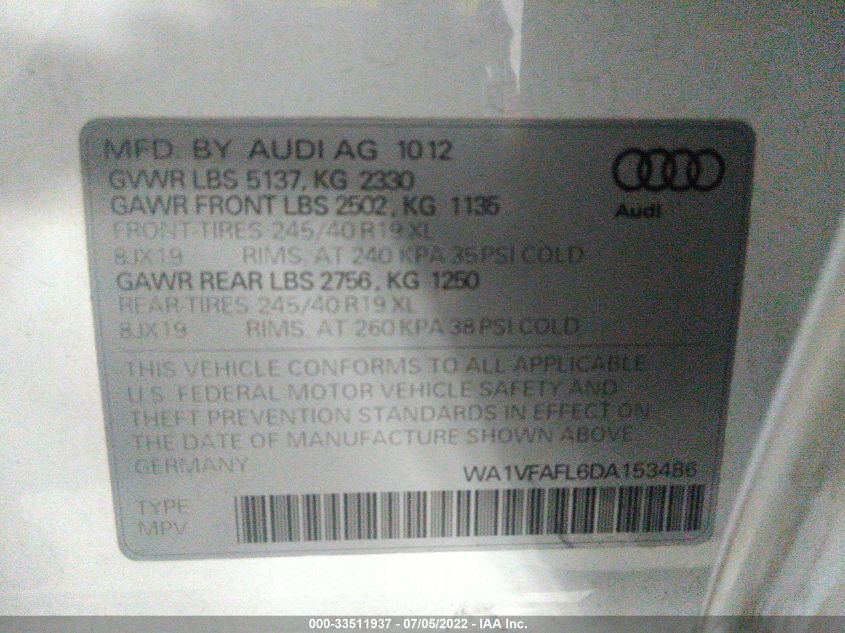 MFD. BY AUDI AG 10 12
GVWR LBS 5137, KG 2330
GAWR FRONT LBS 2502, KG 1135
FRONT-TIRES 245/40 R19 XL
8JX19 RIMS, AT 240 KPA 35 PSI COLD
GAWR REAR LBS 2756, KG 1250
REAR-TIRES 245/40 R19 XL
8JX19 RIMS, AT 260 KPA 38 PSI COLD
Audi
THIS VEHICLE CONFORMS TO ALL APPLICABLE
U.S. FEDERAL MOTOR VEHICLE SAFETY AND
THEFT PREVENTION STANDARDS IN EFFECT ON
THE DATE OF MANUFACTURE SHOWN ABOVE
GERMANY WA1VFAFL6DA153486
TYPE
MPV
000-33511937 - 07/05/2022 - IAA Inc.